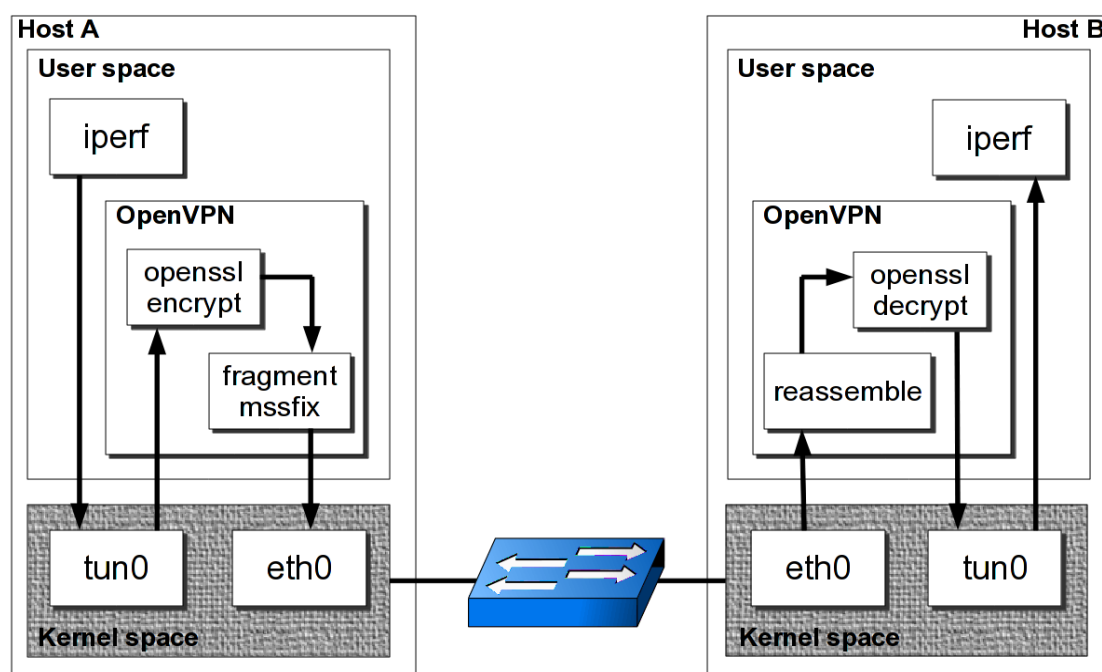 Host A
User space
iperf
OpenVPN
openssl
encrypt
fragment
mssfix
tun0
eth0
Kernel space
Host B
User space
iperf
OpenVPN
openssl
decrypt
reassemble
eth0
tun0
Kernel space